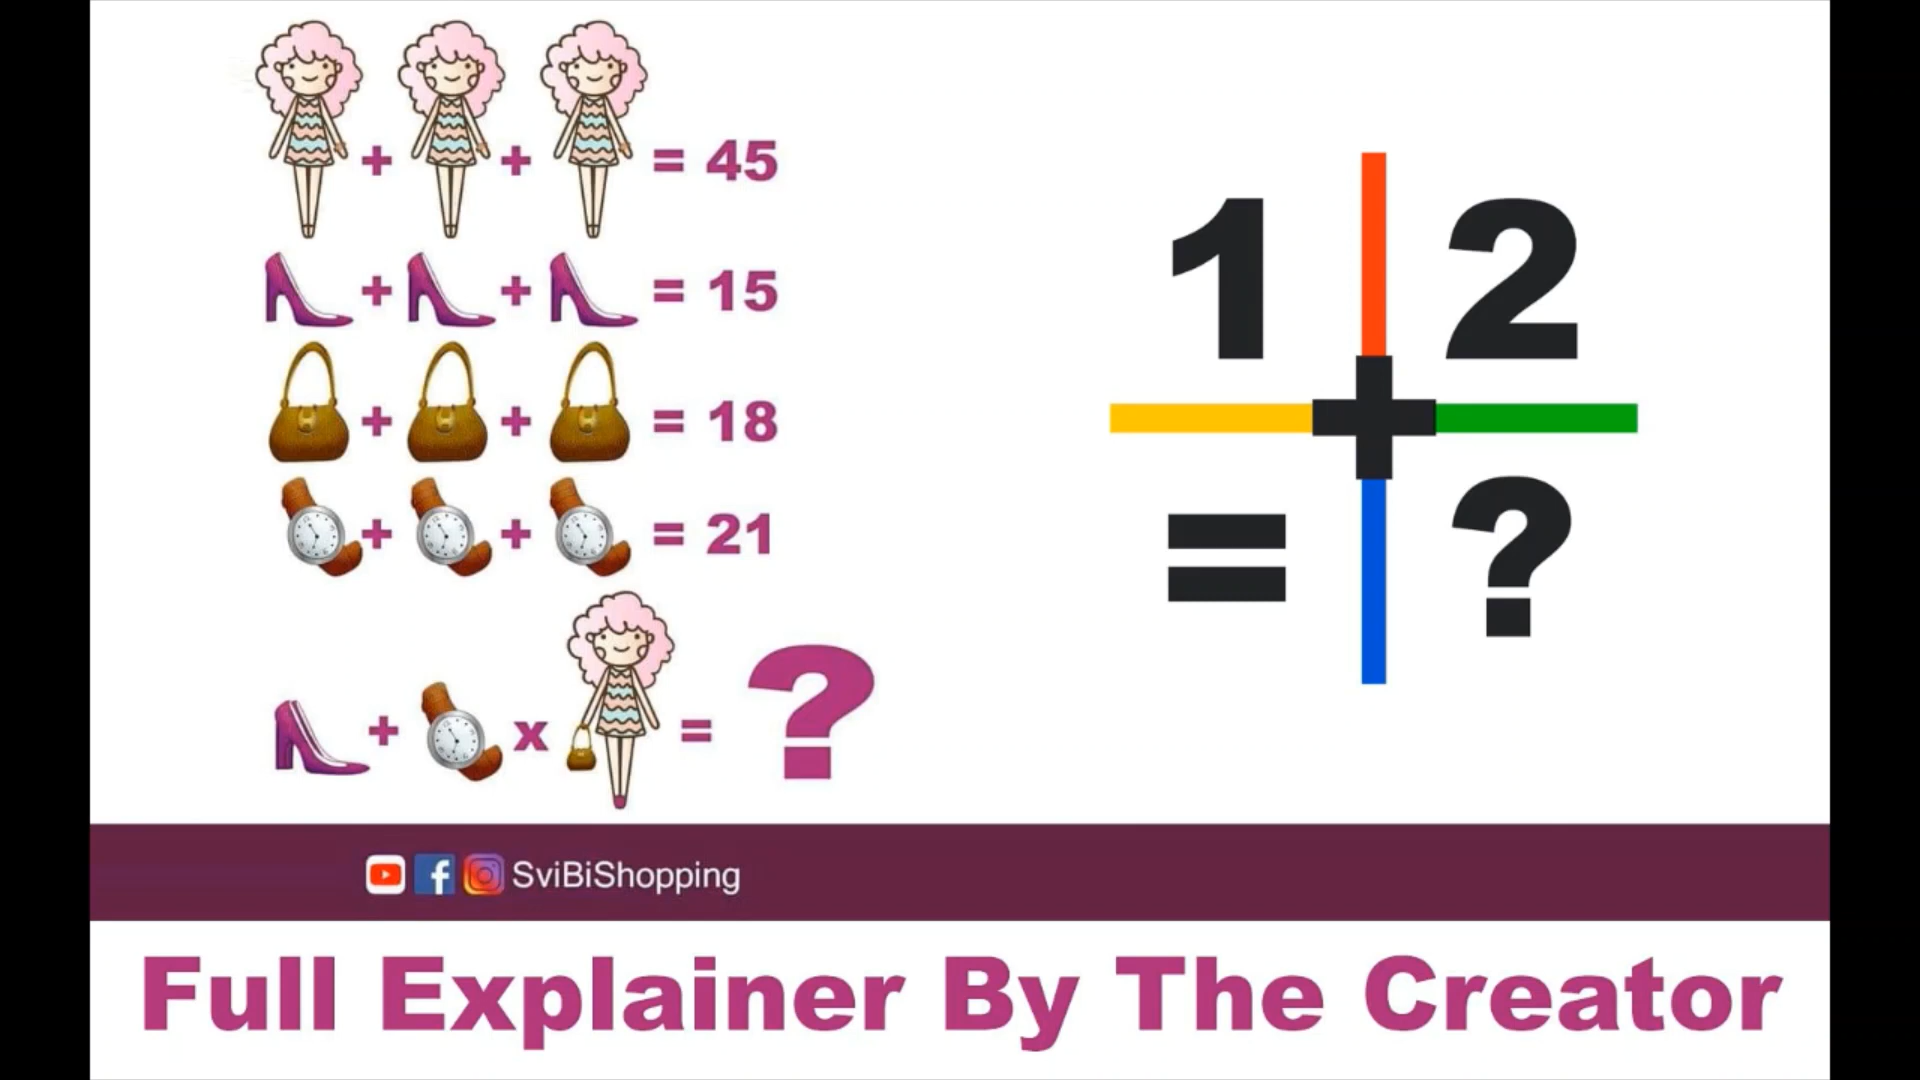 + + = 45
+ + = 15
+ + = 18
+ + = 21
+ x = ?
1 2
+
= ?
SviBiShopping
Full Explainer By The Creator